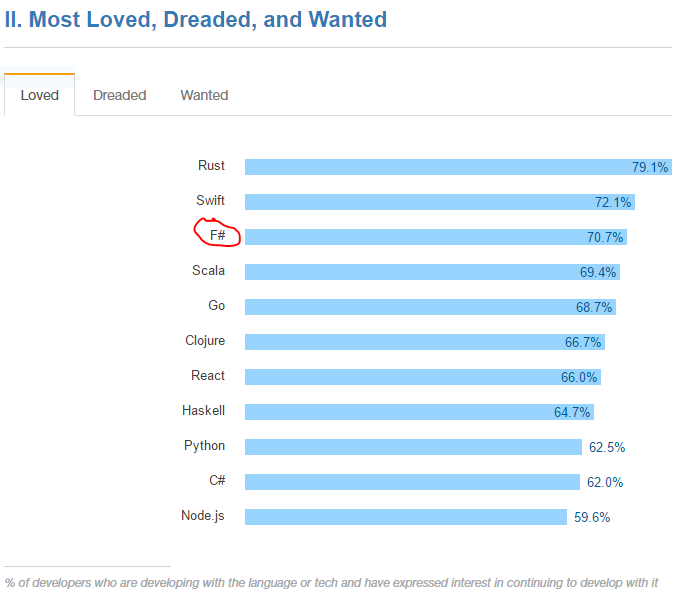 II. Most Loved, Dreaded, and Wanted
Loved Dreaded Wanted
Rust 79.1%
Swift 72.1%
F# 70.7%
Scala 69.4%
Go 68.7%
Clojure 66.7%
React 66.0%
Haskell 64.7%
Python 62.5%
C# 62.0%
Node.js 59.6%
% of developers who are developing with the language or tech and have expressed interest in continuing to develop with it